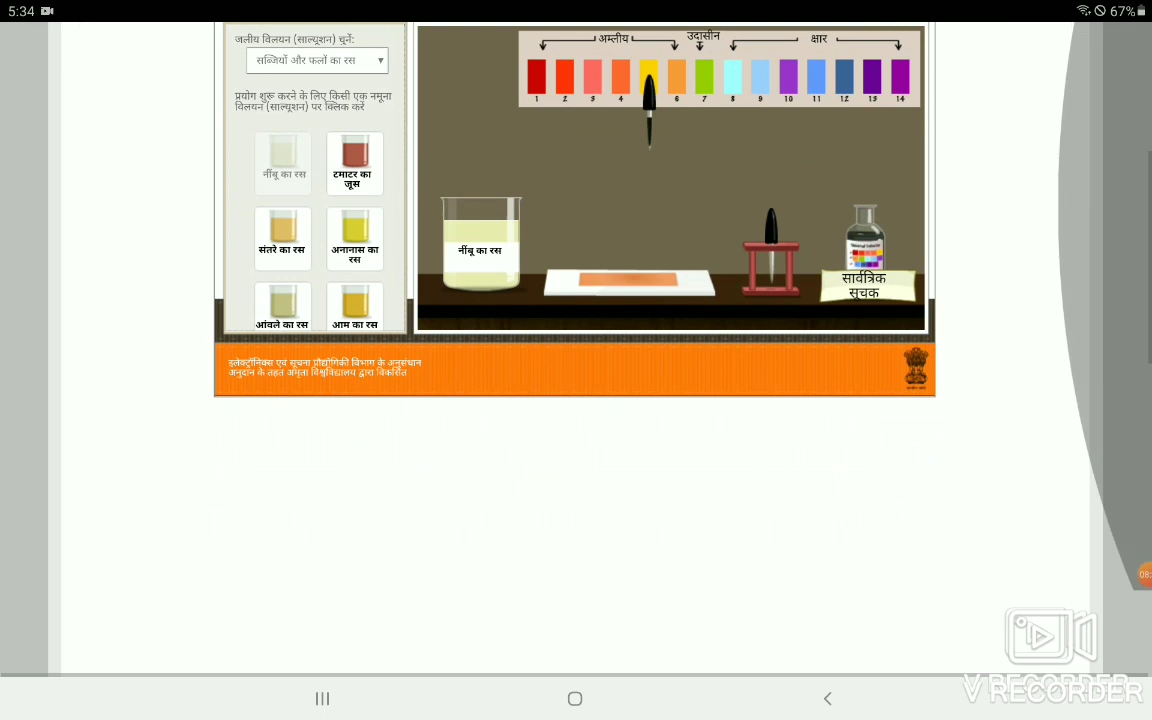 5:34
67%
जलीय विलयन (साल्यूशन) चुनें:
सब्जियों और फलों का रस
प्रयोग शुरू करने के लिए किसी एक नमूना
विलयन (साल्यूशन) पर क्लिक करें
नींबू का रस
टमाटर का
जूस
संतरे का रस
अनानास का
रस
आंवले का रस
आम का रस
अम्लीय
उदासीन
क्षार
1 2 3 4 6 7 8 9 10 11 12 13 14
नींबू का रस
सार्वत्रिक
सूचक
इलेक्ट्रॉनिक्स एवं सूचना प्रौद्योगिकी विभाग के अनुसंधान
अनुदान के तहत अमृता विश्वविद्यालय द्वारा विकसित
VRECORDER